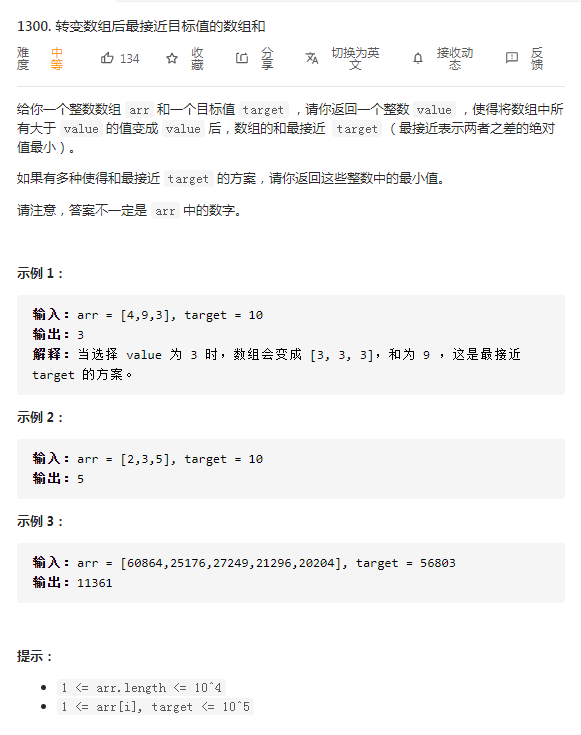 1300. 转变数组后最接近目标值的数组和
难度 中等 134 收藏 分享 切换为英文 接收动态 反馈
给你一个整数数组 arr 和一个目标值 target ，请你返回一个整数 value ，使得将数组中所
有大于 value 的值变成 value 后，数组的和最接近 target （最接近表示两者之差的绝对
值最小）。
如果有多种使得和最接近 target 的方案，请你返回这些整数中的最小值。
请注意，答案不一定是 arr 中的数字。
示例 1：
输入：arr = [4,9,3], target = 10
输出：3
解释：当选择 value 为 3 时，数组会变成 [3, 3, 3]，和为 9 ，这是最接近
target 的方案。
示例 2：
输入：arr = [2,3,5], target = 10
输出：5
示例 3：
输入：arr = [60864,25176,27249,21296,20204], target = 56803
输出：11361
提示：
1 <= arr.length <= 10^4
1 <= arr[i], target <= 10^5